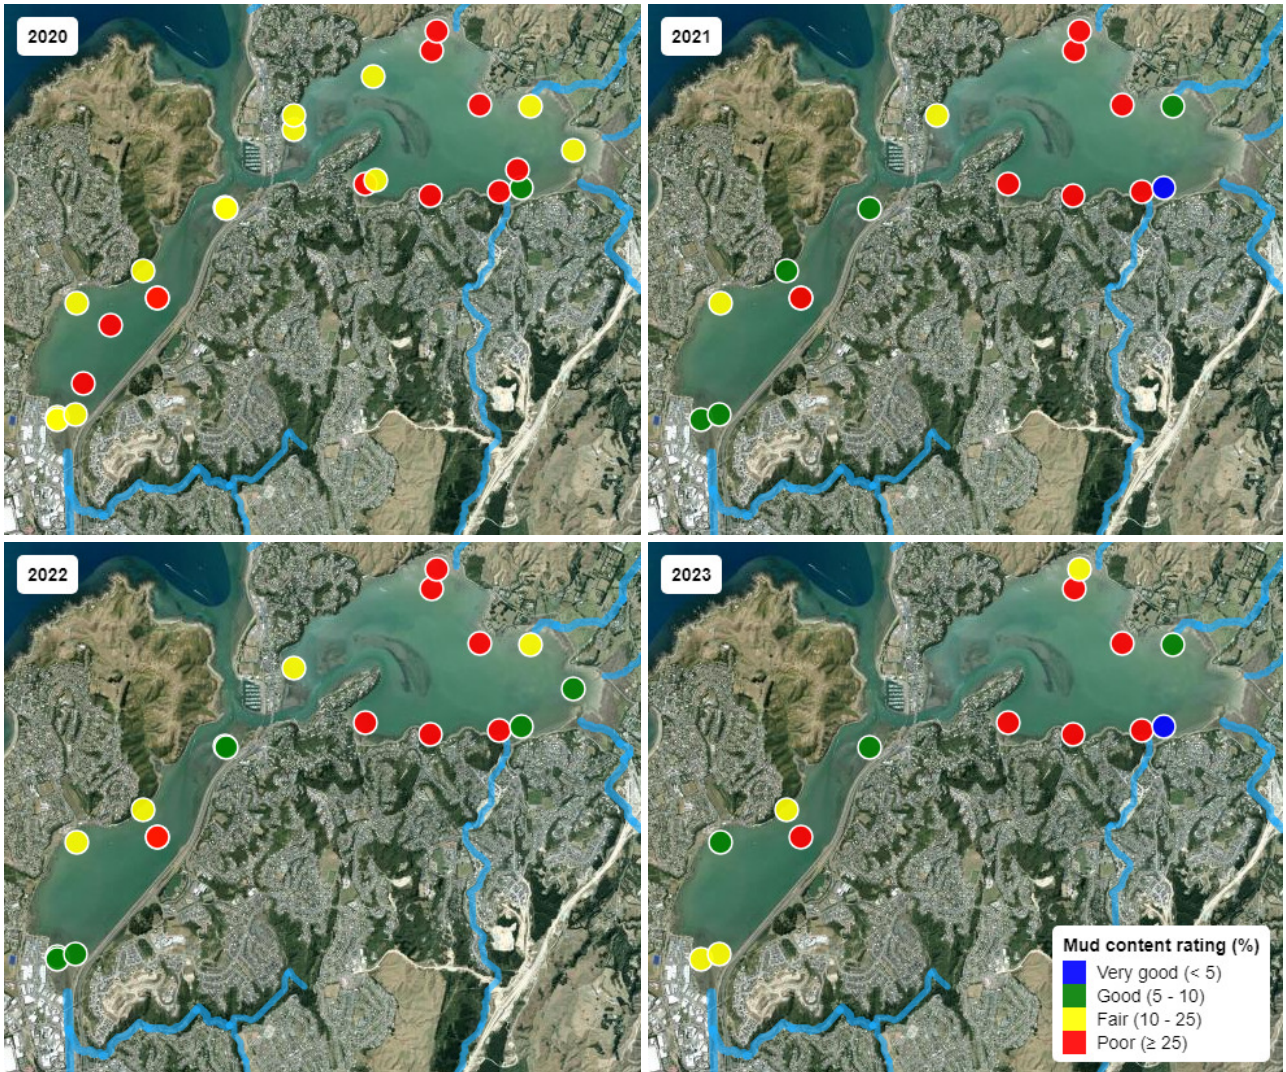 2020
2021
2022
2023
Mud content rating (%)
Very good (< 5)
Good (5 - 10)
Fair (10 - 25)
Poor (≥ 25)